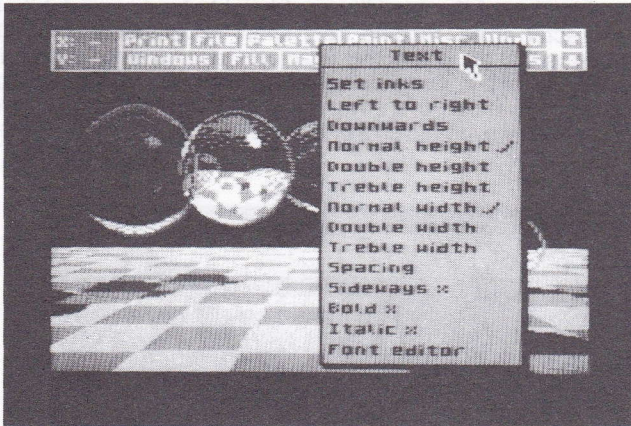 X: Print File Palette Paint Misc Undo
Y: Windows Fill
Text
Set inks
Left to right
Downwards
Normal height
Double height
Treble height
Normal width
Double width
Treble width
Spacing
Sideways x
Bold x
Italic x
Font editor